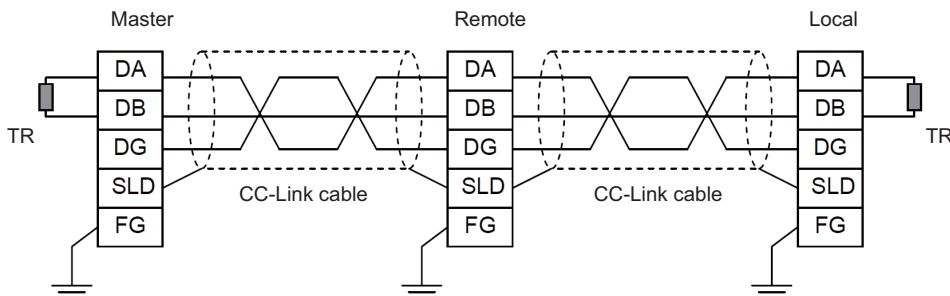 Master Remote Local
DA DA DA
DB DB DB
TR TR
DG DG DG
SLD SLD SLD
CC-Link cable CC-Link cable
FG FG FG